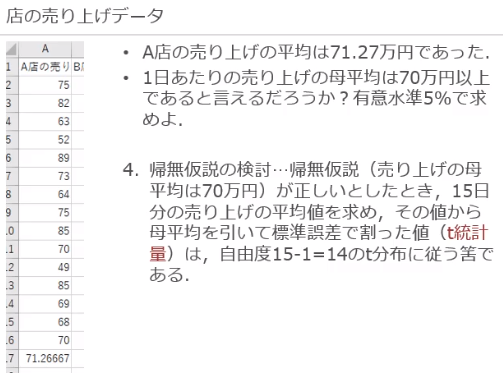 店の売り上げデータ
A
1 A店の売り B
2 75
3 82
4 63
5 52
6 89
7 73
8 64
9 75
.0 85
.1 70
.2 49
.3 85
.4 69
.5 68
.6 70
.7 71.26667
• A店の売り上げの平均は71.27万円であった.
• 1日あたりの売り上げの母平均は70万円以上
であると言えるだろうか？有意水準5%で求
めよ.
4. 帰無仮説の検討…帰無仮説（売り上げの母
平均は70万円）が正しいとしたとき，15日
分の売り上げの平均値を求め，その値から
母平均を引いて標準誤差で割った値（t統計
量）は，自由度15-1=14のt分布に従う筈で
ある.